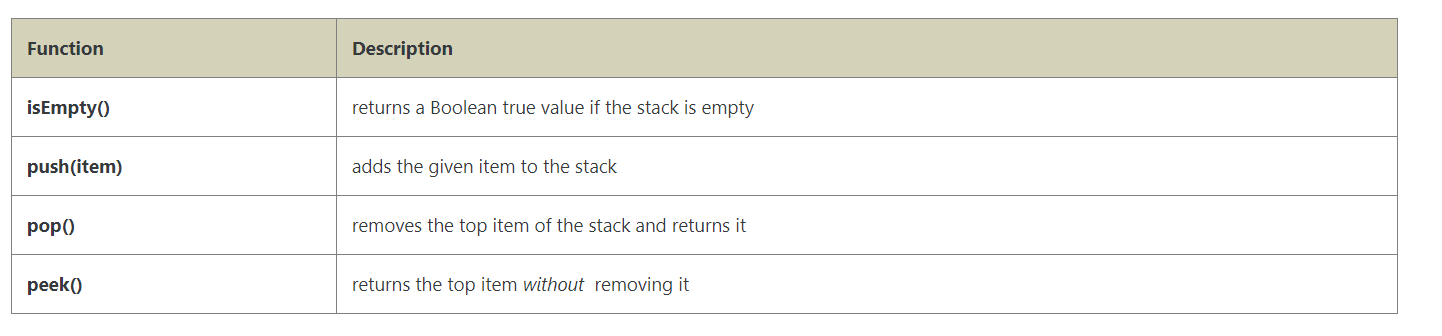 Function Description
isEmpty() returns a Boolean true value if the stack is empty
push(item) adds the given item to the stack
pop() removes the top item of the stack and returns it
peek() returns the top item without removing it